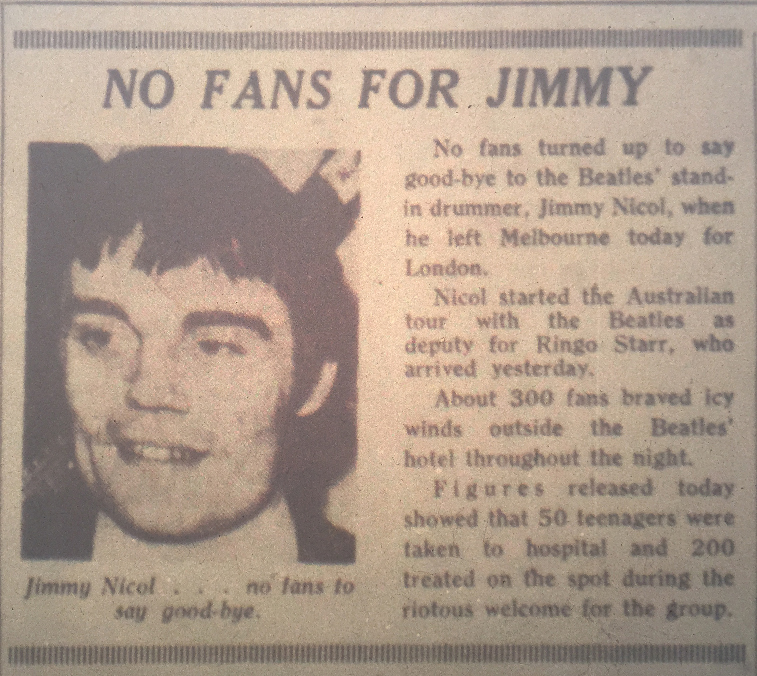 NO FANS FOR JIMMY
No fans turned up to say
good-bye to the Beatles' stand-
in drummer, Jimmy Nicol, when
he left Melbourne today for
London.
Nicol started the Australian
tour with the Beatles as
deputy for Ringo Starr, who
arrived yesterday.
About 300 fans braved icy
winds outside the Beatles'
hotel throughout the night.
Figures released today
showed that 50 teenagers were
taken to hospital and 200
treated on the spot during the
riotous welcome for the group.
Jimmy Nicol . . . no fans to
say good-bye.